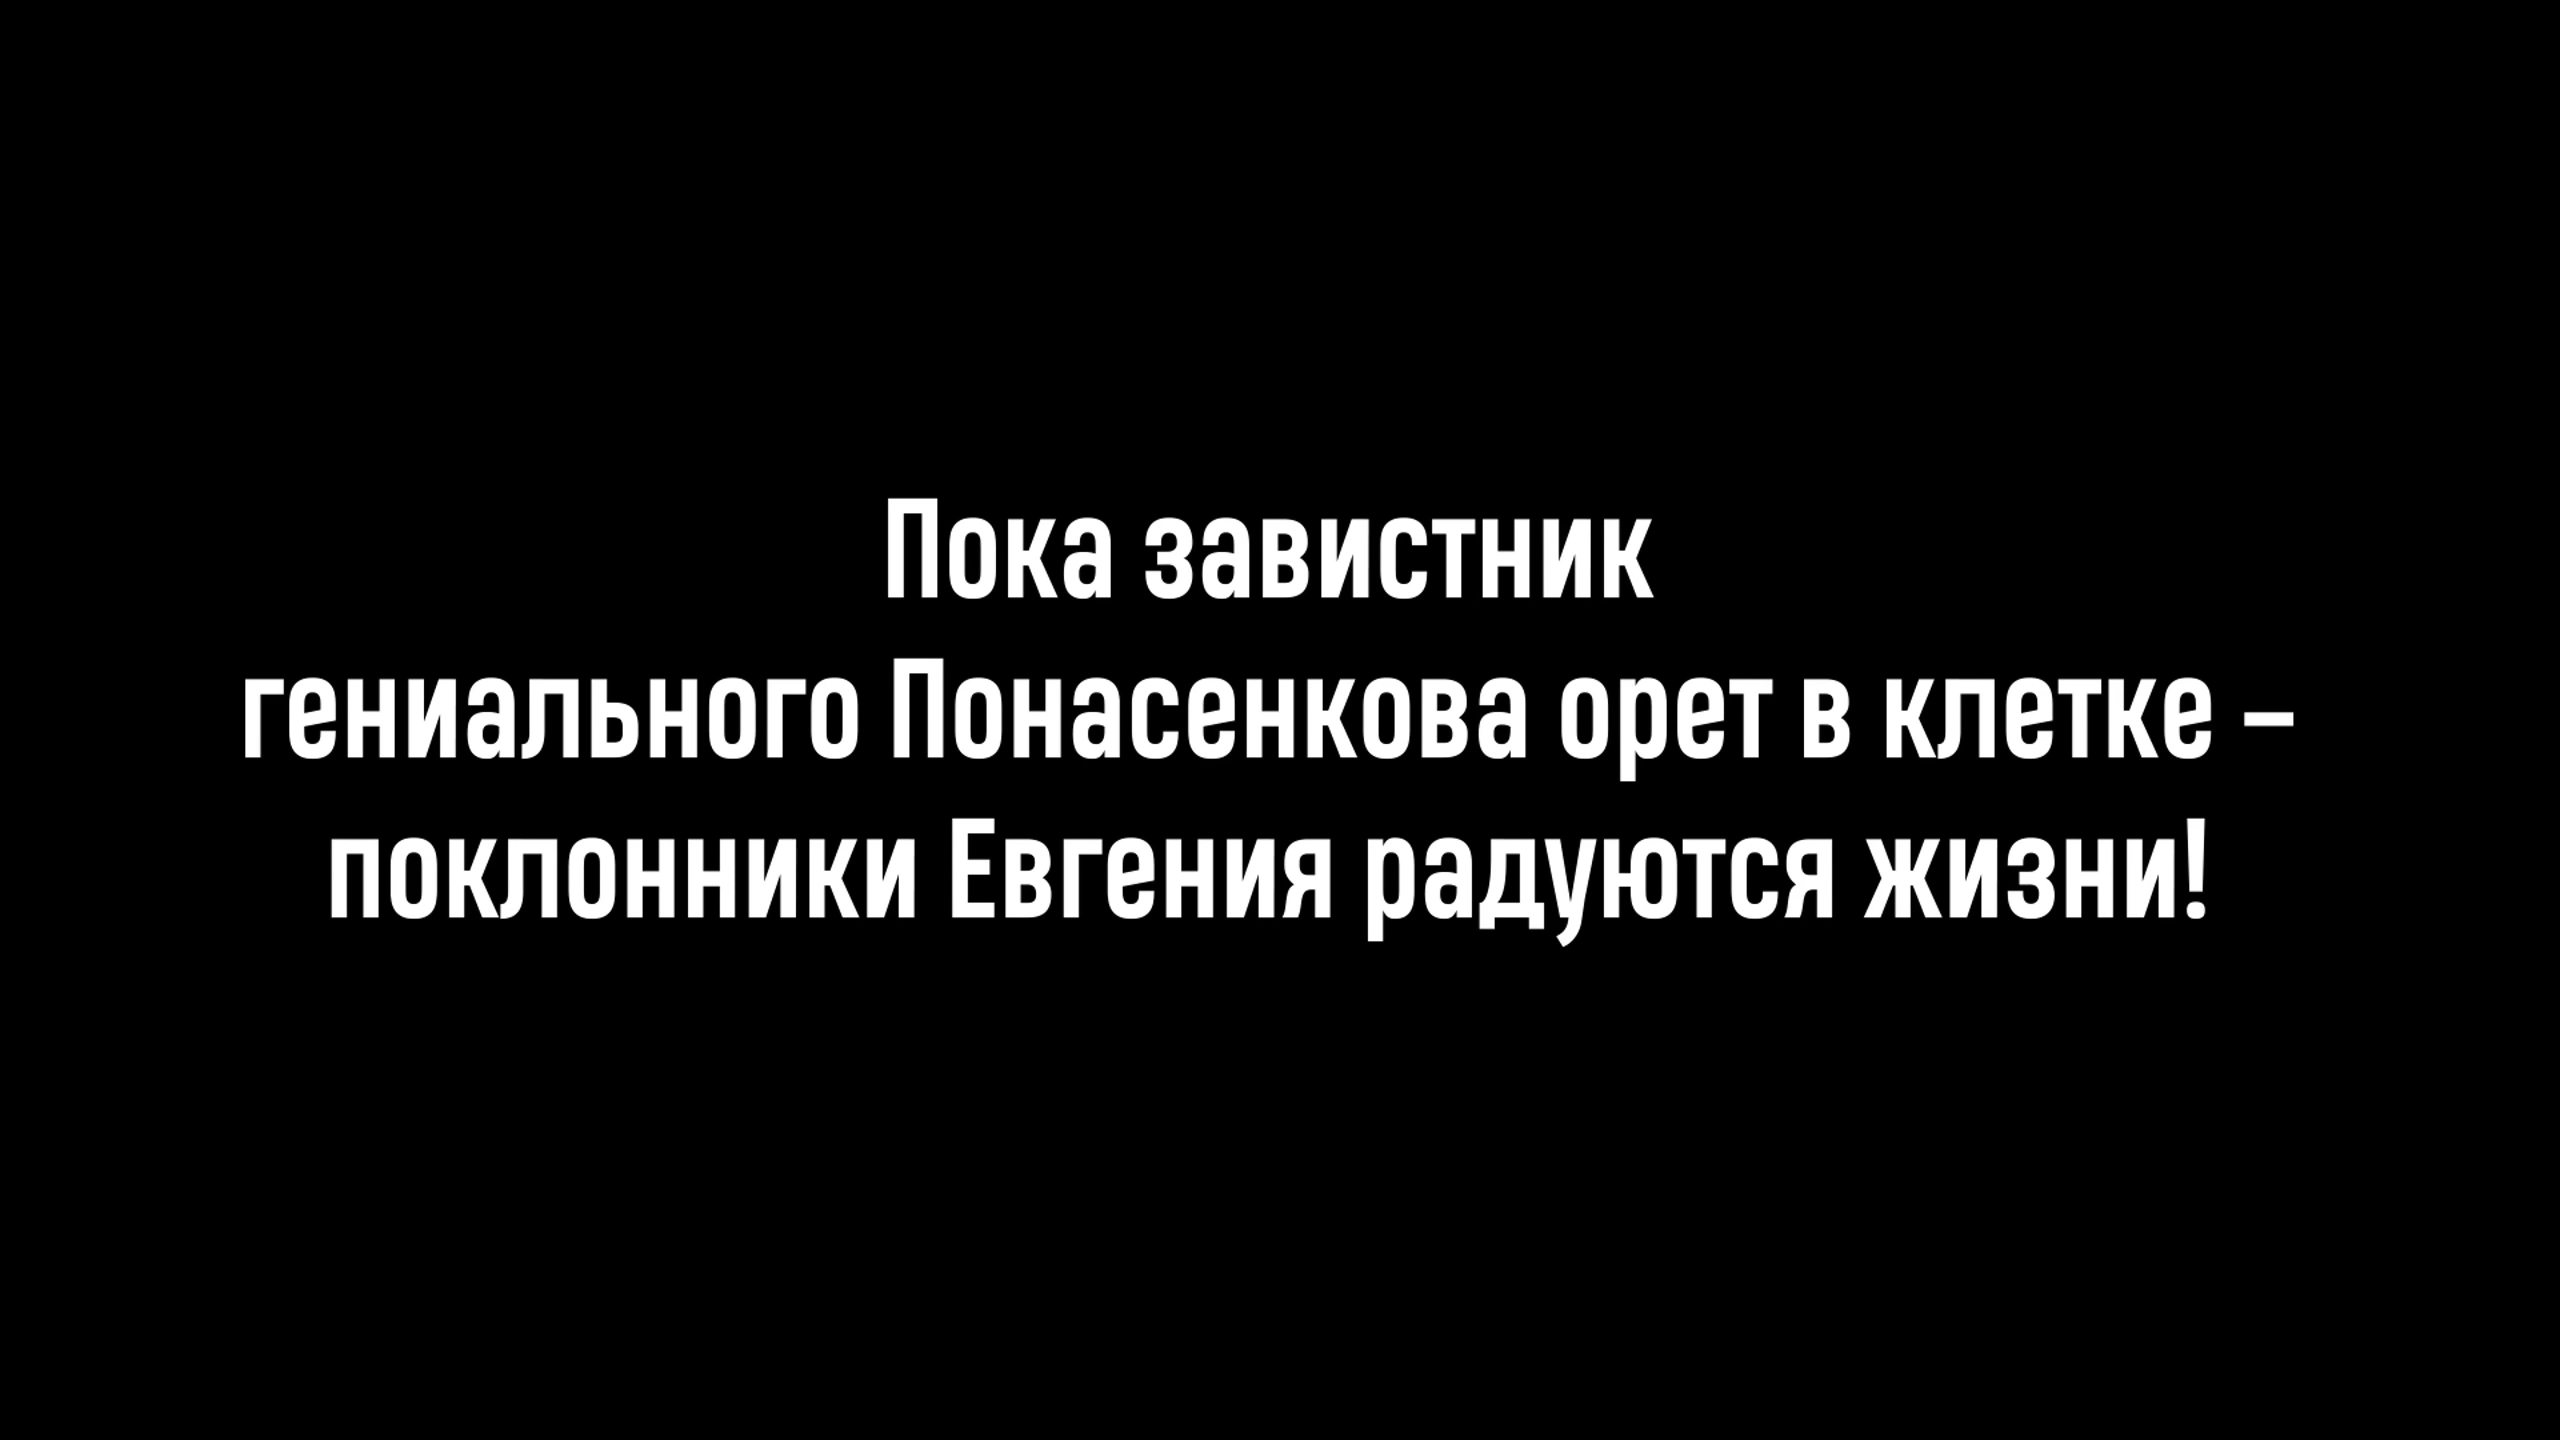 Пока завистник
гениального Понасенкова орет в клетке –
поклонники Евгения радуются жизни!